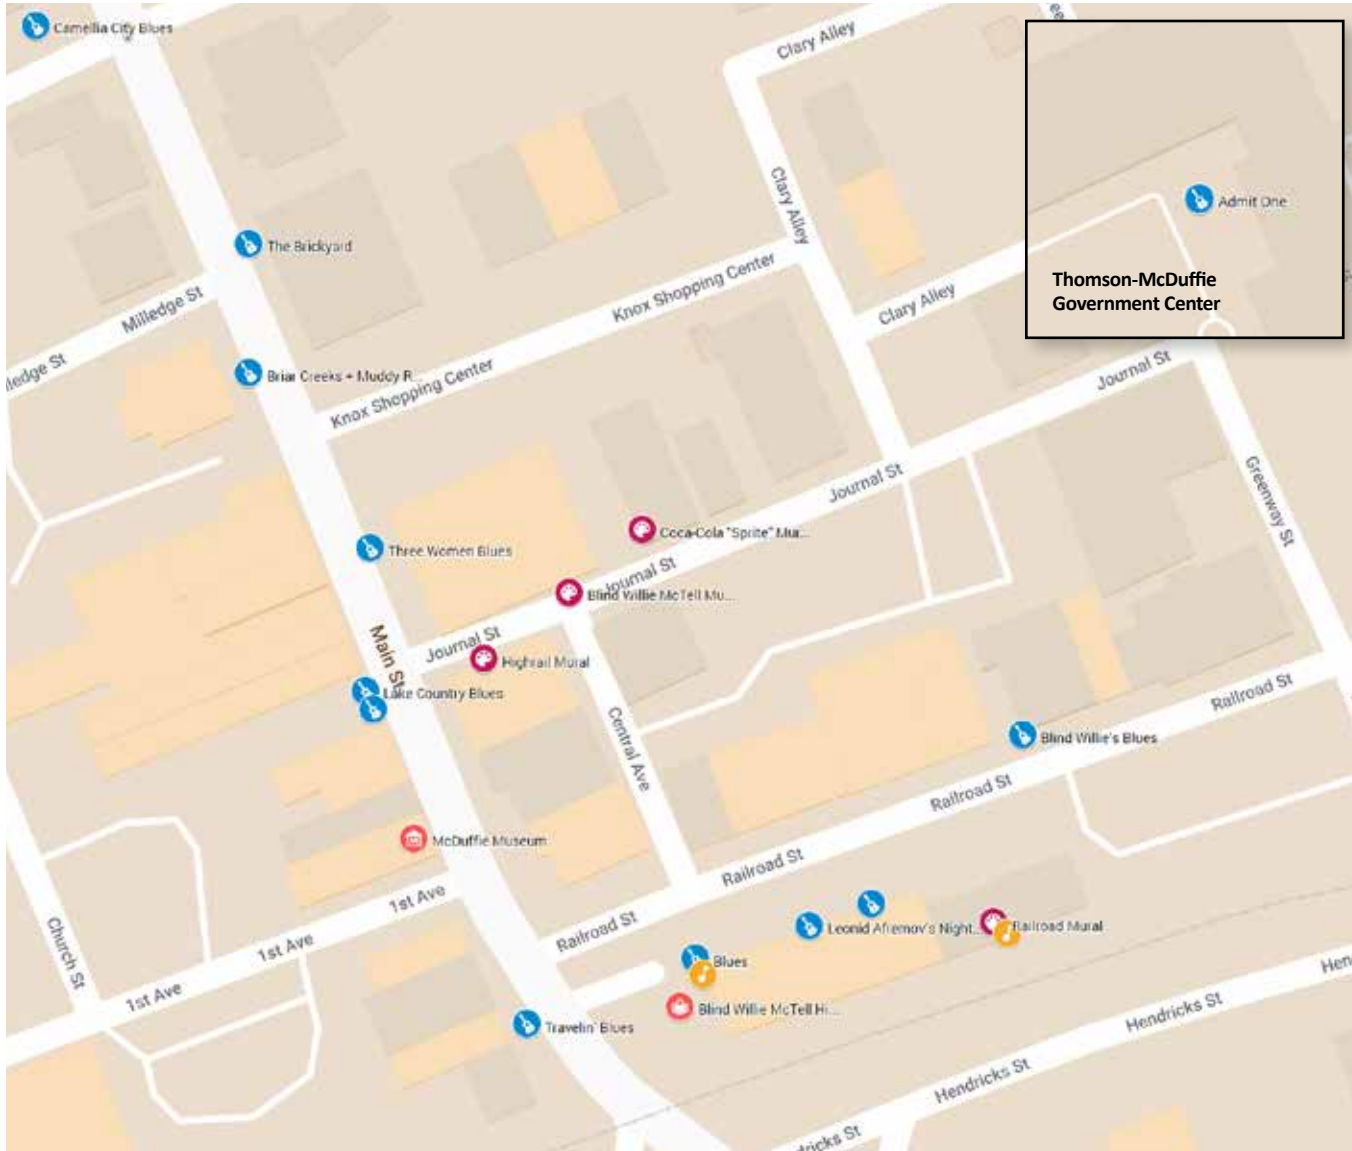 Camellia City Blues
Clary Alley
Admit One
Clary Alley
The Brickyard
Knox Shopping Center
Thomson-McDuffie
Government Center
Milledge St
Clary Alley
ledge St
Briar Creeks + Muddy R...
Knox Shopping Center
Journal St
Journal St
Greenway St
Coca-Cola "Sprite" Mur...
Three Women Blues
Journal St
Blind Willie McTell Mu...
Main St
Journal St
Highrail Mural
Lake Country Blues
Railroad St
Central Ave
Blind Willie's Blues
Railroad St
McDuffie Museum
Railroad St
1st Ave
Railroad St
Leonid Afremov's Night...
Railroad Mural
Church St
1st Ave
Blues
Hen
1st Ave
Blind Willie McTell Hi...
Travelin' Blues
Hendricks St
Hendricks St
ricks St